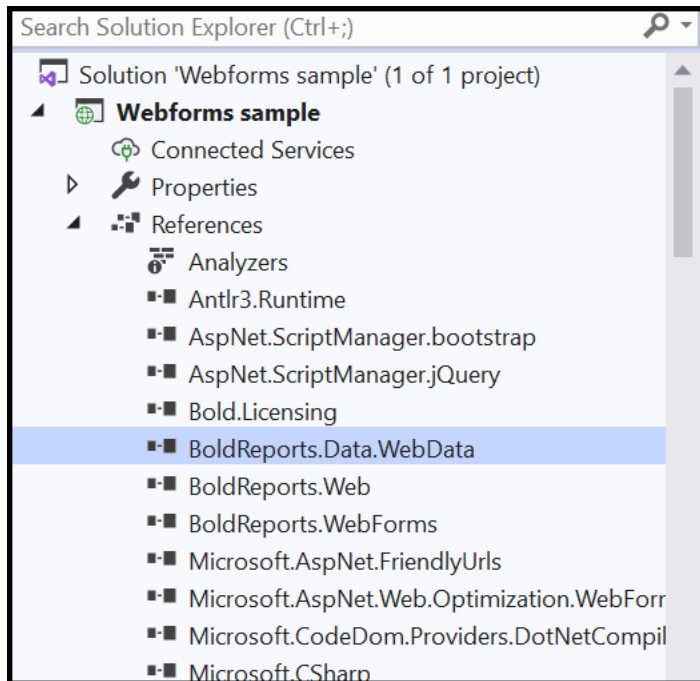 Search Solution Explorer (Ctrl+;)
Solution 'Webforms sample' (1 of 1 project)
Webforms sample
Connected Services
Properties
References
Analyzers
Antlr3.Runtime
AspNet.ScriptManager.bootstrap
AspNet.ScriptManager.jQuery
Bold.Licensing
BoldReports.Data.WebData
BoldReports.Web
BoldReports.WebForms
Microsoft.AspNet.FriendlyUrls
Microsoft.AspNet.Web.Optimization.WebForr
Microsoft.CodeDom.Providers.DotNetCompil
Microsoft.CSharp